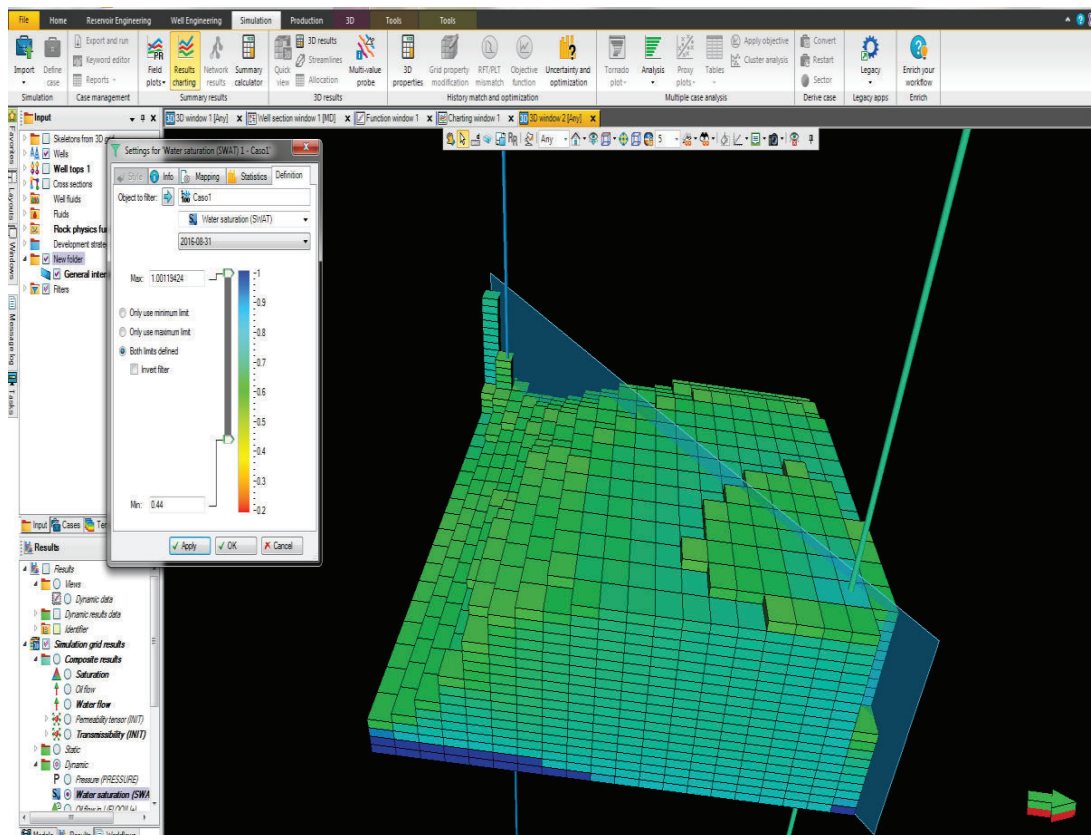 File Home Reservoir Engineering Well Engineering Simulation Production 3D Tools Tools
Import Define case Export and run Keyword editor Reports Field plots Results charting Network results Summary calculator Quick view 3D results Streamlines Allocation Multi-value probe 3D properties Grid property modification RFT/PLT mismatch Objective function Uncertainty and optimization Tornado plot Analysis Proxy plots Tables Apply objective Cluster analysis Convert Restart Sector Legacy Enrich your workflow
Simulation Case management Summary results 3D results History match and optimization Multiple case analysis Derive case Legacy apps Enrich
Input
3D window 1 [Any] Well section window 1 [MD] Function window 1 Charting window 1 3D window 2 [Any]
Any 5
Favorites
Layouts
Windows
Message log
Tasks
Skeletons from 3D
Wells
Well tops 1
Cross sections
Well fluids
Fluids
Rock physics fun
Development strate
New folder
General inter
Filters
Settings for 'Water saturation (SWAT) 1 - Caso1'
Style Info Mapping Statistics Definition
Object to filter: Caso1
Water saturation (SWAT)
2016-08-31
Max: 1.00119424
Only use minimum limit
Only use maximum limit
Both limits defined
Invert filter
Min: 0.44
1
0.9
0.8
0.7
0.6
0.5
0.4
0.3
0.2
Apply OK Cancel
Input Cases
Results
Results
Views
Dynamic data
Dynamic results data
Identifier
Simulation grid results
Composite results
Saturation
Oil flow
Water flow
Permeability tensor (INIT)
Transmissibility (INIT)
Static
Dynamic
Pressure (PRESSURE)
Water saturation (SWA
Models Results Workflows